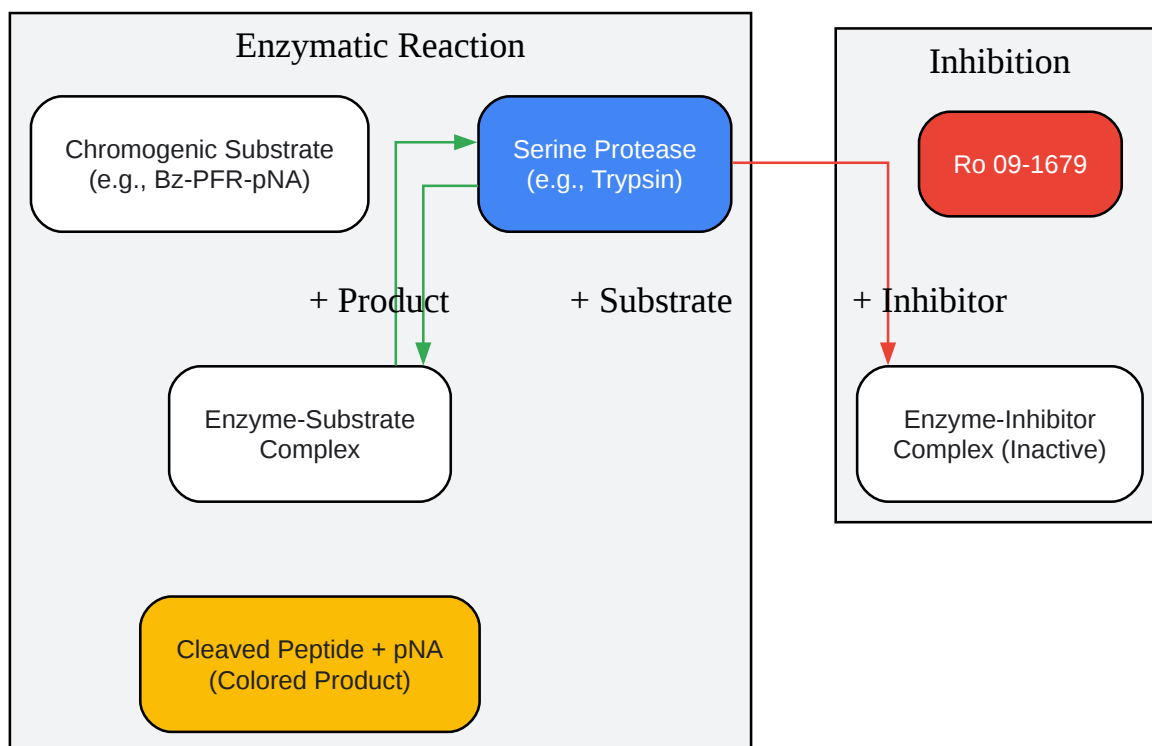 Enzymatic Reaction
Inhibition
Chromogenic Substrate
(e.g., Bz-PFR-pNA)
Serine Protease
(e.g., Trypsin)
Ro 09-1679
+ Product
+ Substrate
+ Inhibitor
Enzyme-Substrate
Complex
Enzyme-Inhibitor
Complex (Inactive)
Cleaved Peptide + pNA
(Colored Product)